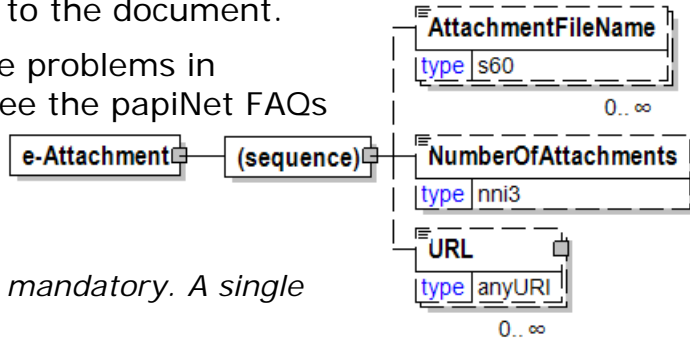 to the document.
e problems in
ee the papiNet FAQs
mandatory. A single
e-Attachment
(sequence)
AttachmentFileName
type s60
0.. ∞
NumberOfAttachments
type nni3
URL
type anyURI
0.. ∞